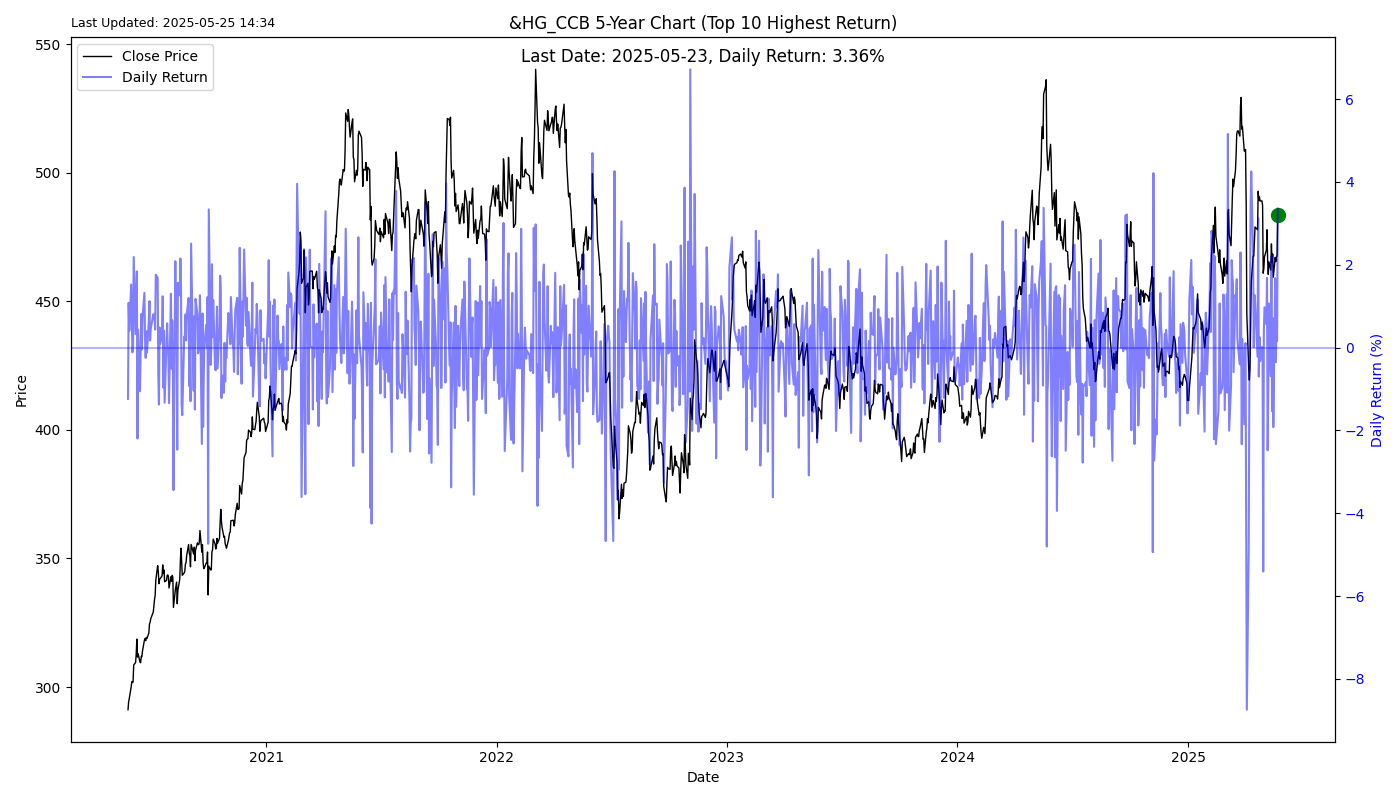 Last Updated: 2025-05-25 14:34
&HG_CCB 5-Year Chart (Top 10 Highest Return)
Last Date: 2025-05-23, Daily Return: 3.36%
Close Price
Daily Return
550
500
450
400
350
300
Price
6
4
2
0
−2
−4
−6
−8
Daily Return (%)
2021
2022
2023
2024
2025
Date